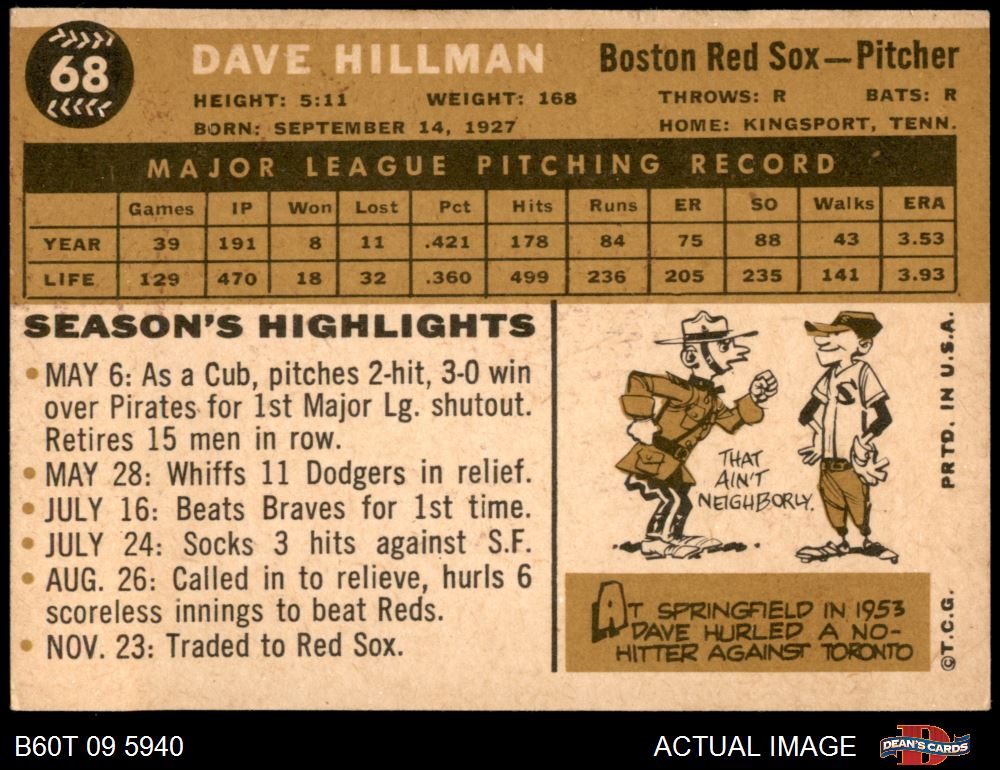 68
DAVE HILLMAN
Boston Red Sox—Pitcher
HEIGHT: 5:11 WEIGHT: 168 THROWS: R BATS: R
BORN: SEPTEMBER 14, 1927 HOME: KINGSPORT, TENN.
MAJOR LEAGUE PITCHING RECORD
Games IP Won Lost Pct Hits Runs ER SO Walks ERA
YEAR 39 191 8 11 .421 178 84 75 88 43 3.53
LIFE 129 470 18 32 .360 499 236 205 235 141 3.93
SEASON'S HIGHLIGHTS
• MAY 6: As a Cub, pitches 2-hit, 3-0 win
over Pirates for 1st Major Lg. shutout.
Retires 15 men in row.
• MAY 28: Whiffs 11 Dodgers in relief.
• JULY 16: Beats Braves for 1st time.
• JULY 24: Socks 3 hits against S.F.
• AUG. 26: Called in to relieve, hurls 6
scoreless innings to beat Reds.
• NOV. 23: Traded to Red Sox.
S
THAT
AIN'T
NEIGHBORLY.
AT SPRINGFIELD IN 1953
DAVE HURLED A NO-
HITTER AGAINST TORONTO
PRTD. IN U.S.A.
©T.C.G.
B60T 09 5940
ACTUAL IMAGE
D
DEAN'S CARDS